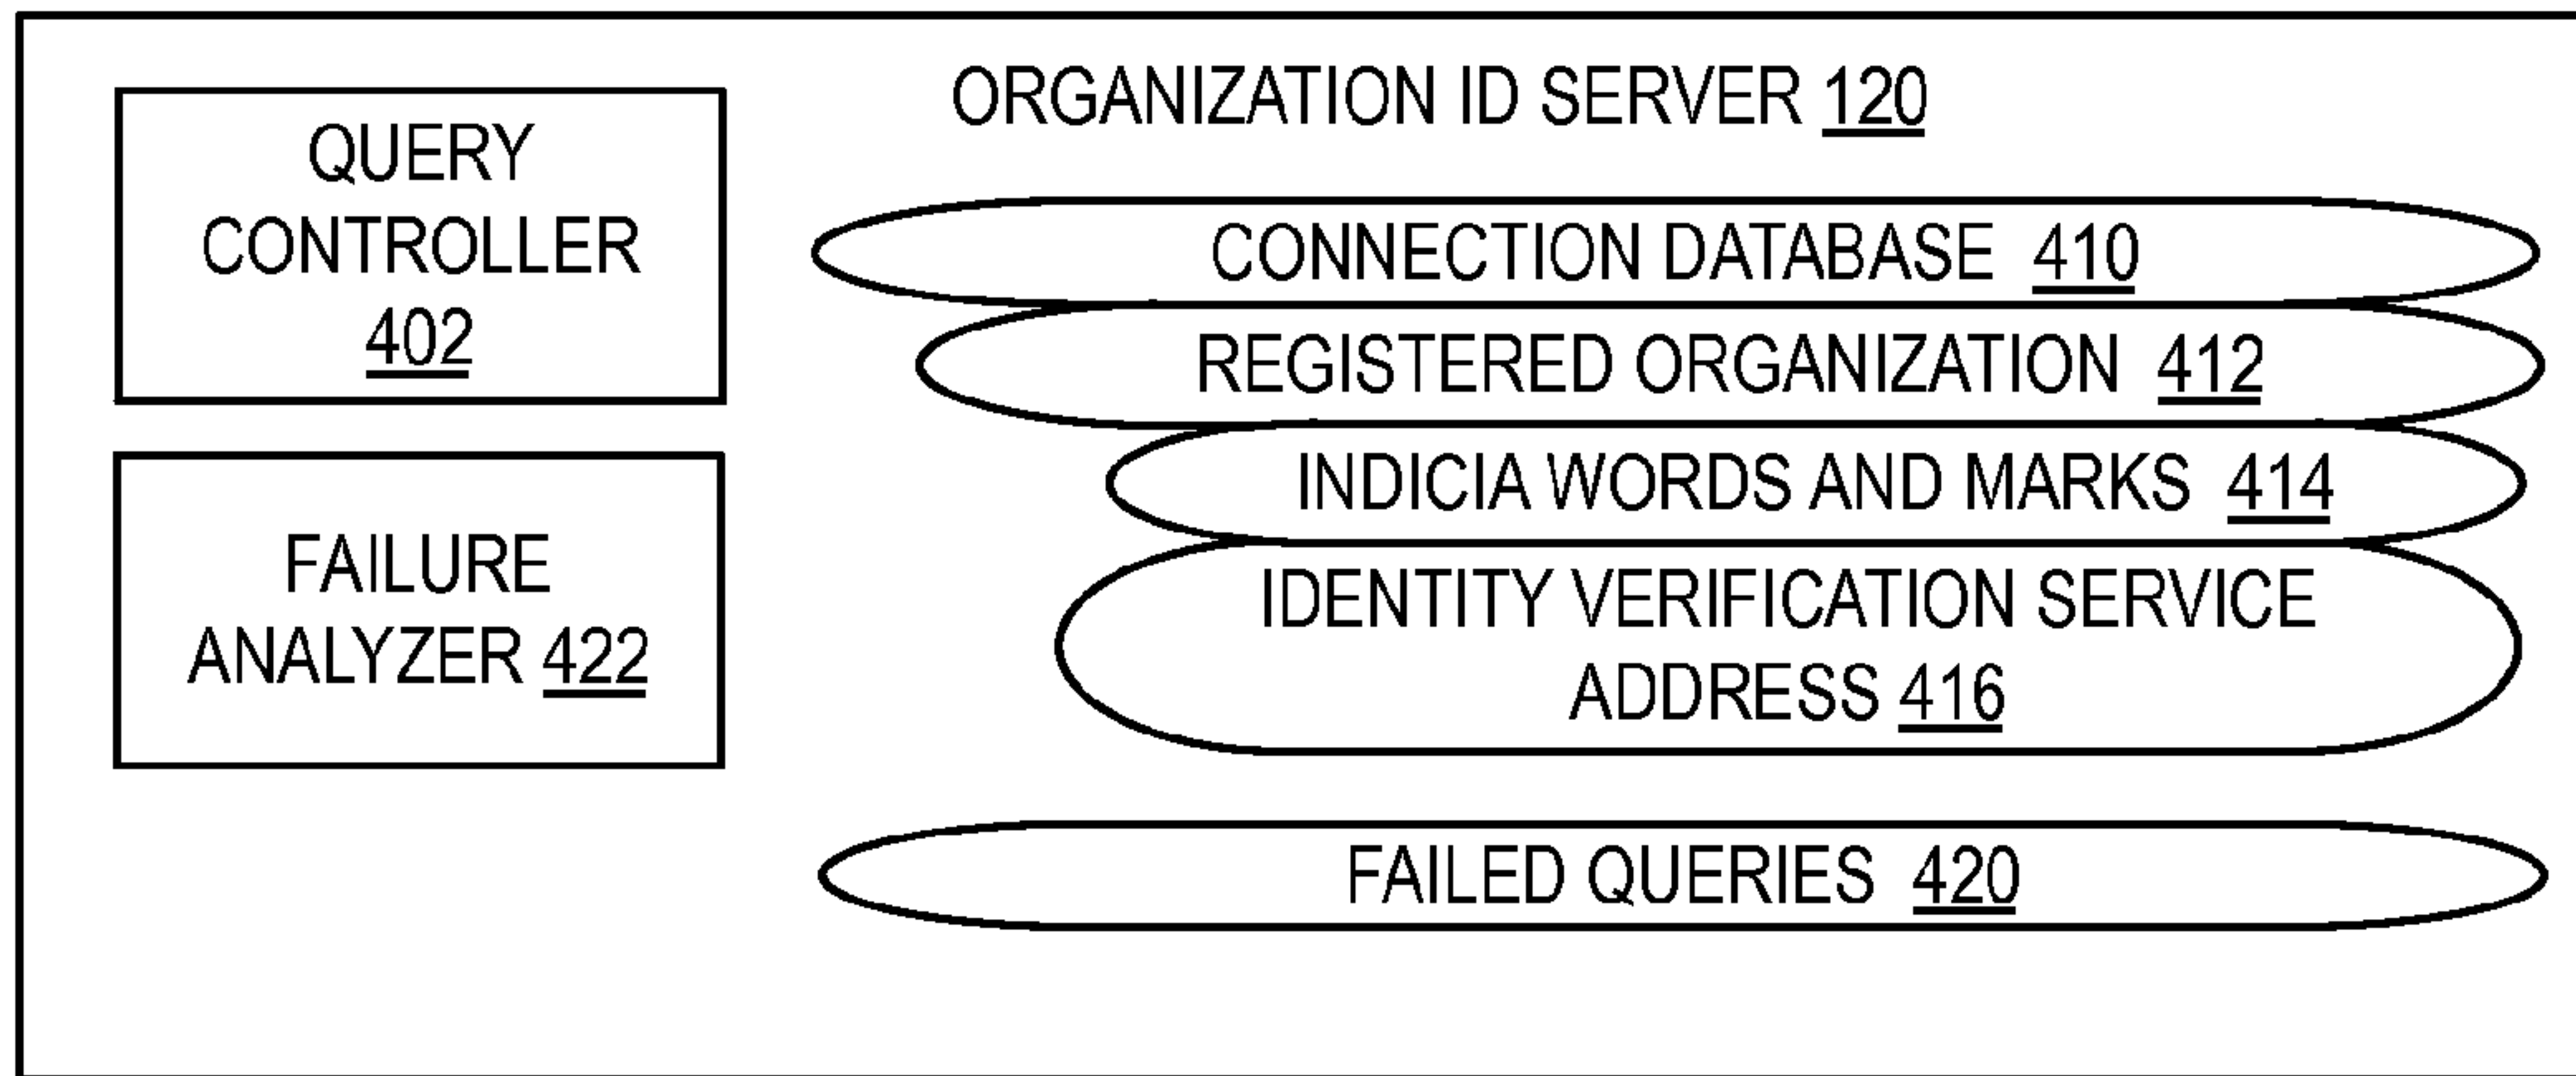 ORGANIZATION ID SERVER 120
QUERY
CONTROLLER
402
FAILURE
ANALYZER 422
CONNECTION DATABASE 410
REGISTERED ORGANIZATION 412
INDICIA WORDS AND MARKS 414
IDENTITY VERIFICATION SERVICE
ADDRESS 416
FAILED QUERIES 420